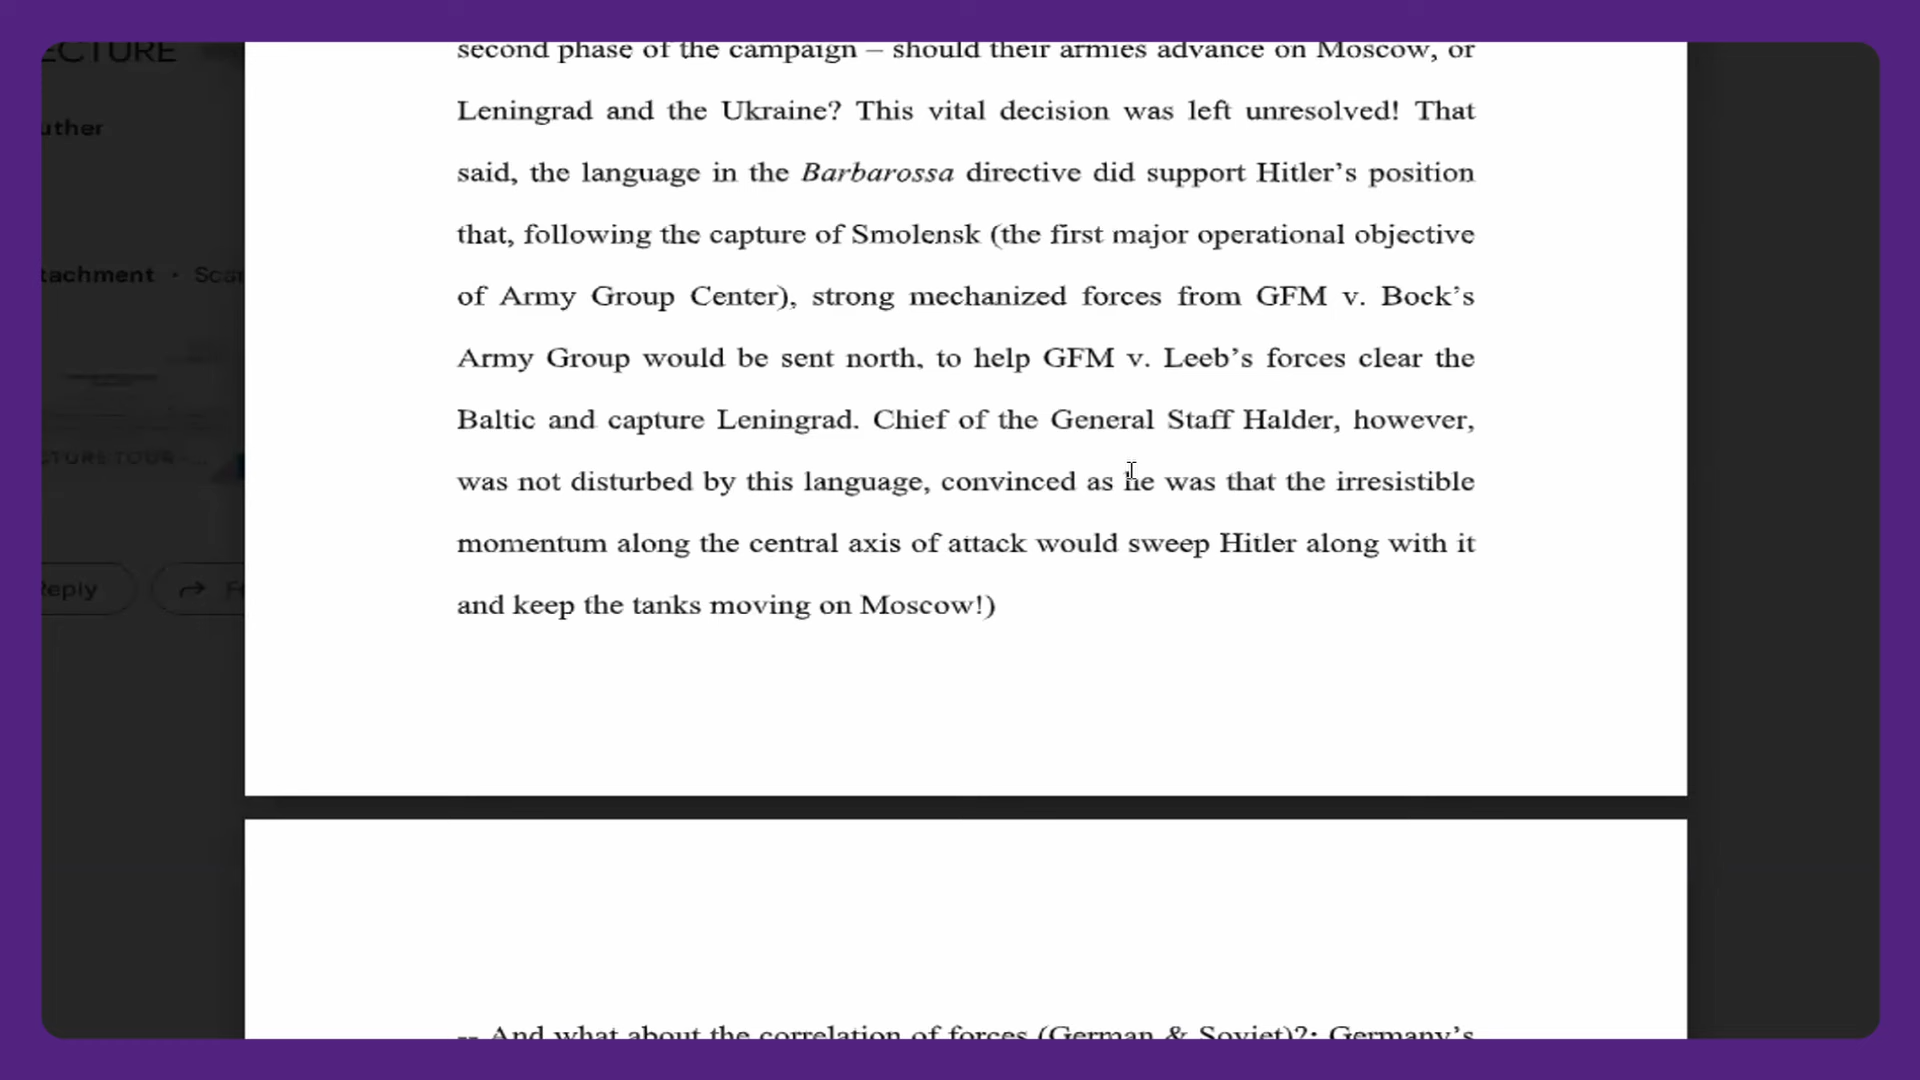 ECTURE
second phase of the campaign – should their armies advance on Moscow, or
Leningrad and the Ukraine? This vital decision was left unresolved! That
uther
said, the language in the Barbarossa directive did support Hitler’s position
that, following the capture of Smolensk (the first major operational objective
tachment · Sca
of Army Group Center), strong mechanized forces from GFM v. Bock’s
Army Group would be sent north, to help GFM v. Leeb’s forces clear the
Baltic and capture Leningrad. Chief of the General Staff Halder, however,
CTURE TOUR -...
was not disturbed by this language, convinced as he was that the irresistible
momentum along the central axis of attack would sweep Hitler along with it
Reply
F
and keep the tanks moving on Moscow!)
-- And what about the correlation of forces (German & Soviet)?: Germany’s